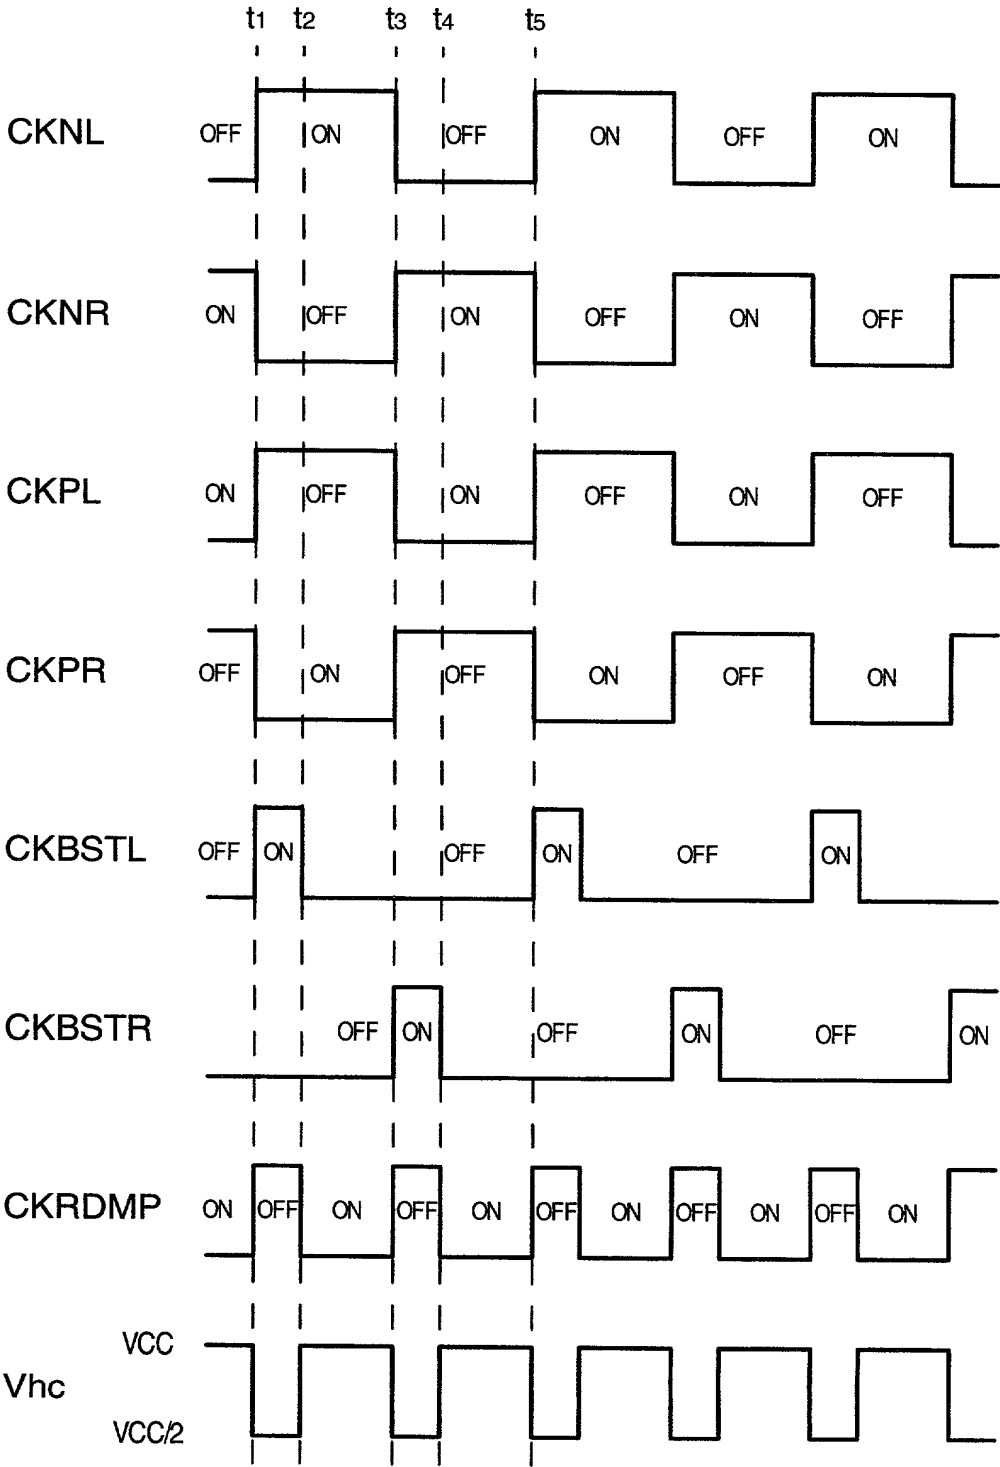 t1 t2 t3 t4 t5
CKNL OFF ON OFF ON OFF ON
CKNR ON OFF ON OFF ON OFF
CKPL ON OFF ON OFF ON OFF
CKPR OFF ON OFF ON OFF ON
CKBSTL OFF ON OFF ON OFF ON
CKBSTR OFF ON OFF ON OFF ON
CKRDMP ON OFF ON OFF ON OFF ON OFF ON OFF ON
VCC
Vhc
VCC/2